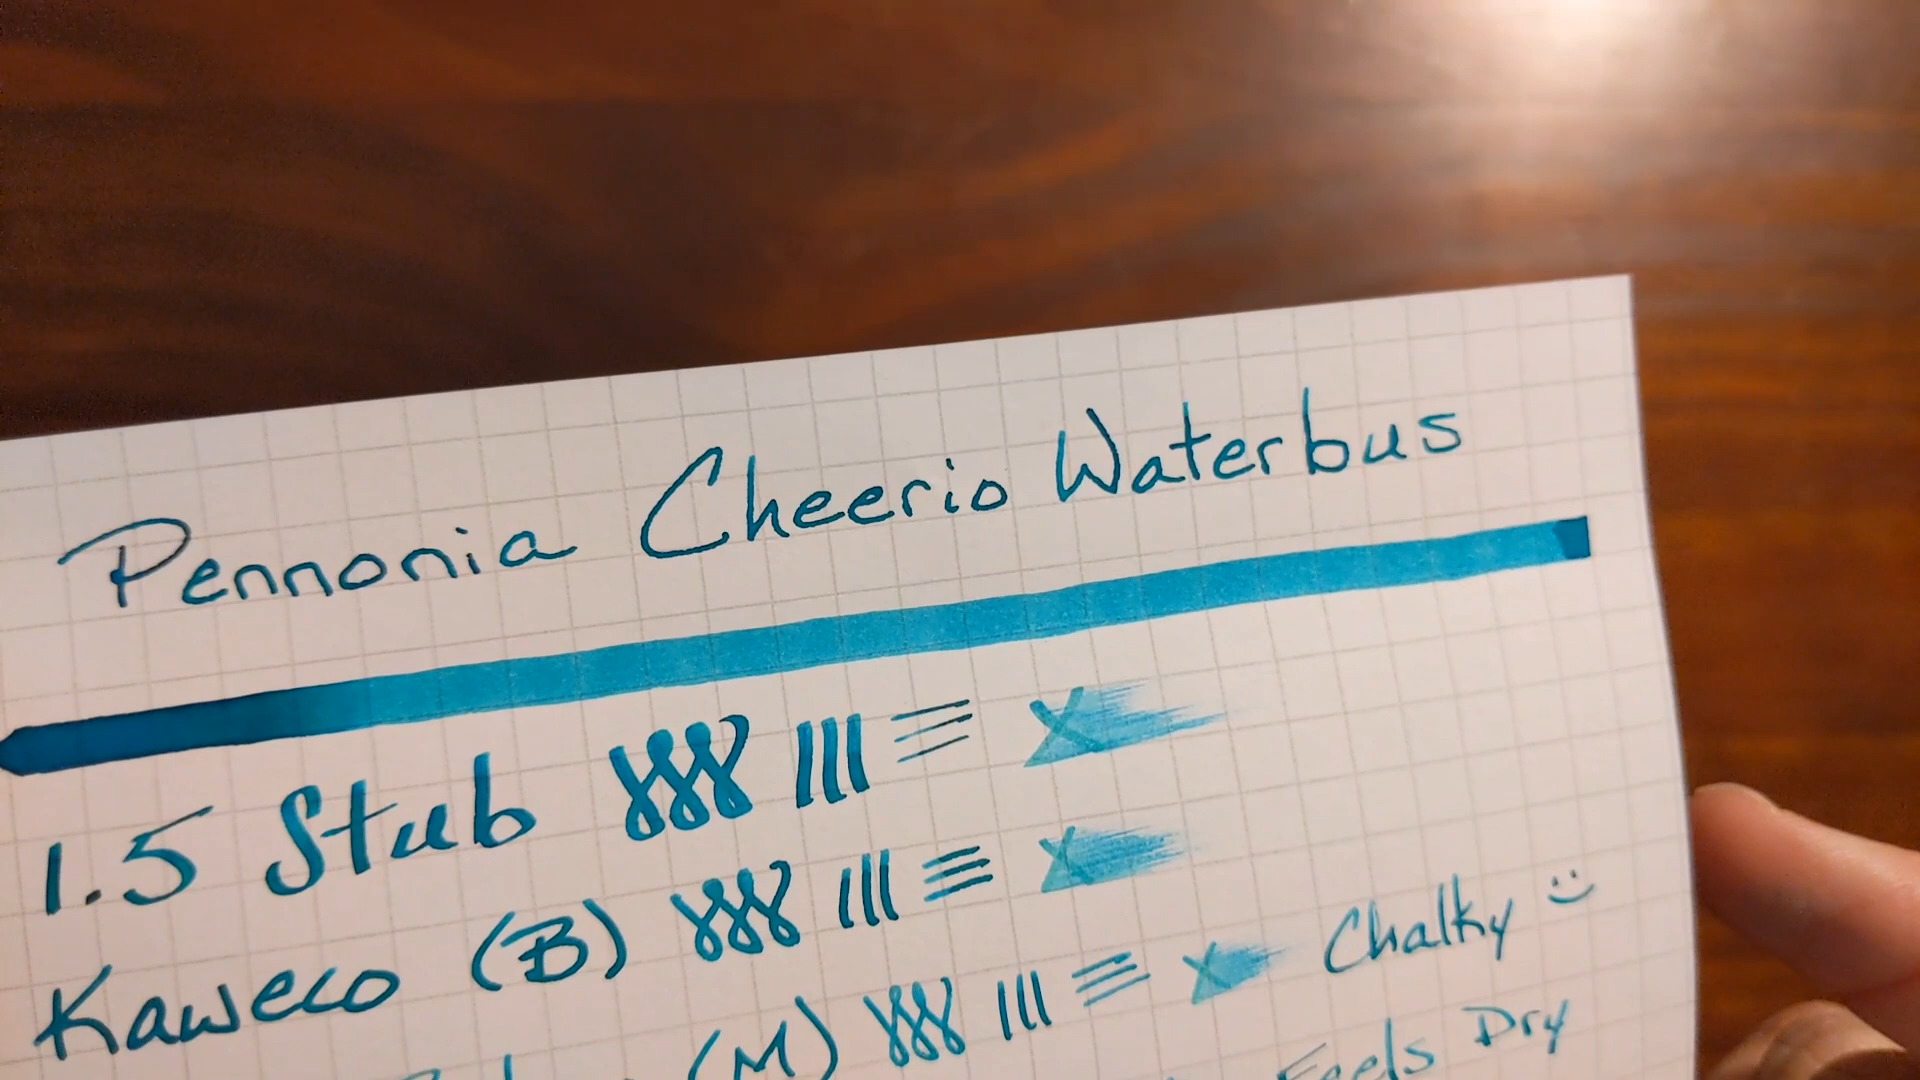 Pennonia Cheerio Waterbus
1.5 Stub
Kaweco (B)
(M) Chalky :)
Feels Dry